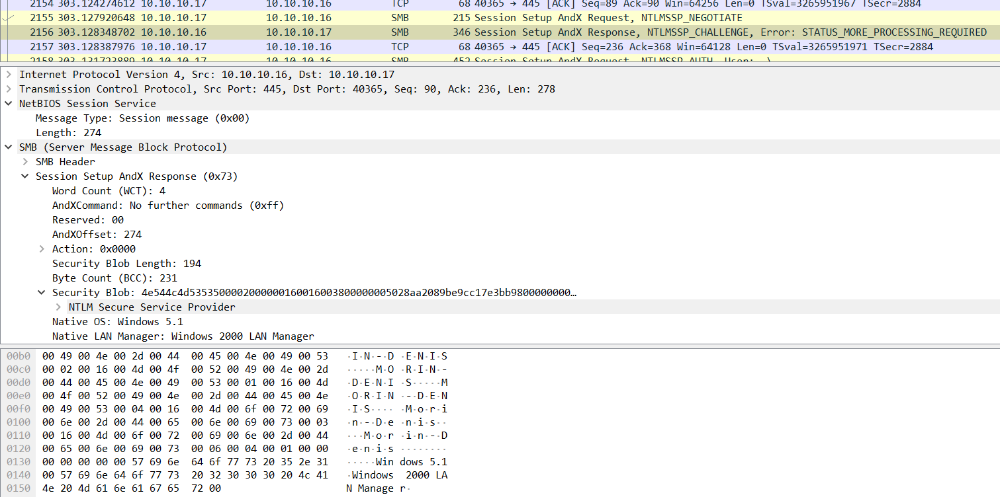 2154 303.124274612 10.10.10.17 10.10.10.16 TCP 68 40365 → 445 [ACK] Seq=89 Ack=90 Win=64256 Len=0 TSval=3265951967 TSecr=2884
2155 303.127920648 10.10.10.17 10.10.10.16 SMB 215 Session Setup AndX Request, NTLMSSP_NEGOTIATE
2156 303.128348702 10.10.10.16 10.10.10.17 SMB 346 Session Setup AndX Response, NTLMSSP_CHALLENGE, Error: STATUS_MORE_PROCESSING_REQUIRED
2157 303.128387976 10.10.10.17 10.10.10.16 TCP 68 40365 → 445 [ACK] Seq=236 Ack=368 Win=64128 Len=0 TSval=3265951971 TSecr=2884
2158 303.131723889 10.10.10.17 10.10.10.16 SMB 452 Session Setup AndX Request, NTLMSSP_AUTH, User: .\
Internet Protocol Version 4, Src: 10.10.10.16, Dst: 10.10.10.17
Transmission Control Protocol, Src Port: 445, Dst Port: 40365, Seq: 90, Ack: 236, Len: 278
NetBIOS Session Service
Message Type: Session message (0x00)
Length: 274
SMB (Server Message Block Protocol)
SMB Header
Session Setup AndX Response (0x73)
Word Count (WCT): 4
AndXCommand: No further commands (0xff)
Reserved: 00
AndXOffset: 274
Action: 0x0000
Security Blob Length: 194
Byte Count (BCC): 231
Security Blob: 4e544c4d5353500002000000160016003800000005028aa2089be9cc17e3bb9800000000…
NTLM Secure Service Provider
Native OS: Windows 5.1
Native LAN Manager: Windows 2000 LAN Manager
00b0 00 49 00 4e 00 2d 00 44 00 45 00 4e 00 49 00 53 ·I·N·-·D ·E·N·I·S
00c0 00 02 00 16 00 4d 00 4f 00 52 00 49 00 4e 00 2d ·····M·O ·R·I·N·-
00d0 00 44 00 45 00 4e 00 49 00 53 00 01 00 16 00 4d ·D·E·N·I ·S·····M
00e0 00 4f 00 52 00 49 00 4e 00 2d 00 44 00 45 00 4e ·O·R·I·N ·-·D·E·N
00f0 00 49 00 53 00 04 00 16 00 4d 00 6f 00 72 00 69 ·I·S···· ·M·o·r·i
0100 00 6e 00 2d 00 44 00 65 00 6e 00 69 00 73 00 03 ·n·-·D·e ·n·i·s··
0110 00 16 00 4d 00 6f 00 72 00 69 00 6e 00 2d 00 44 ···M·o·r ·i·n·-·D
0120 00 65 00 6e 00 69 00 73 00 06 00 04 00 01 00 00 ·e·n·i·s ········
0130 00 00 00 00 00 57 69 6e 64 6f 77 73 20 35 2e 31 ·····Win dows 5.1
0140 00 57 69 6e 64 6f 77 73 20 32 30 30 30 20 4c 41 ·Windows  2000 LA
0150 4e 20 4d 61 6e 61 67 65 72 00 N Manage r·